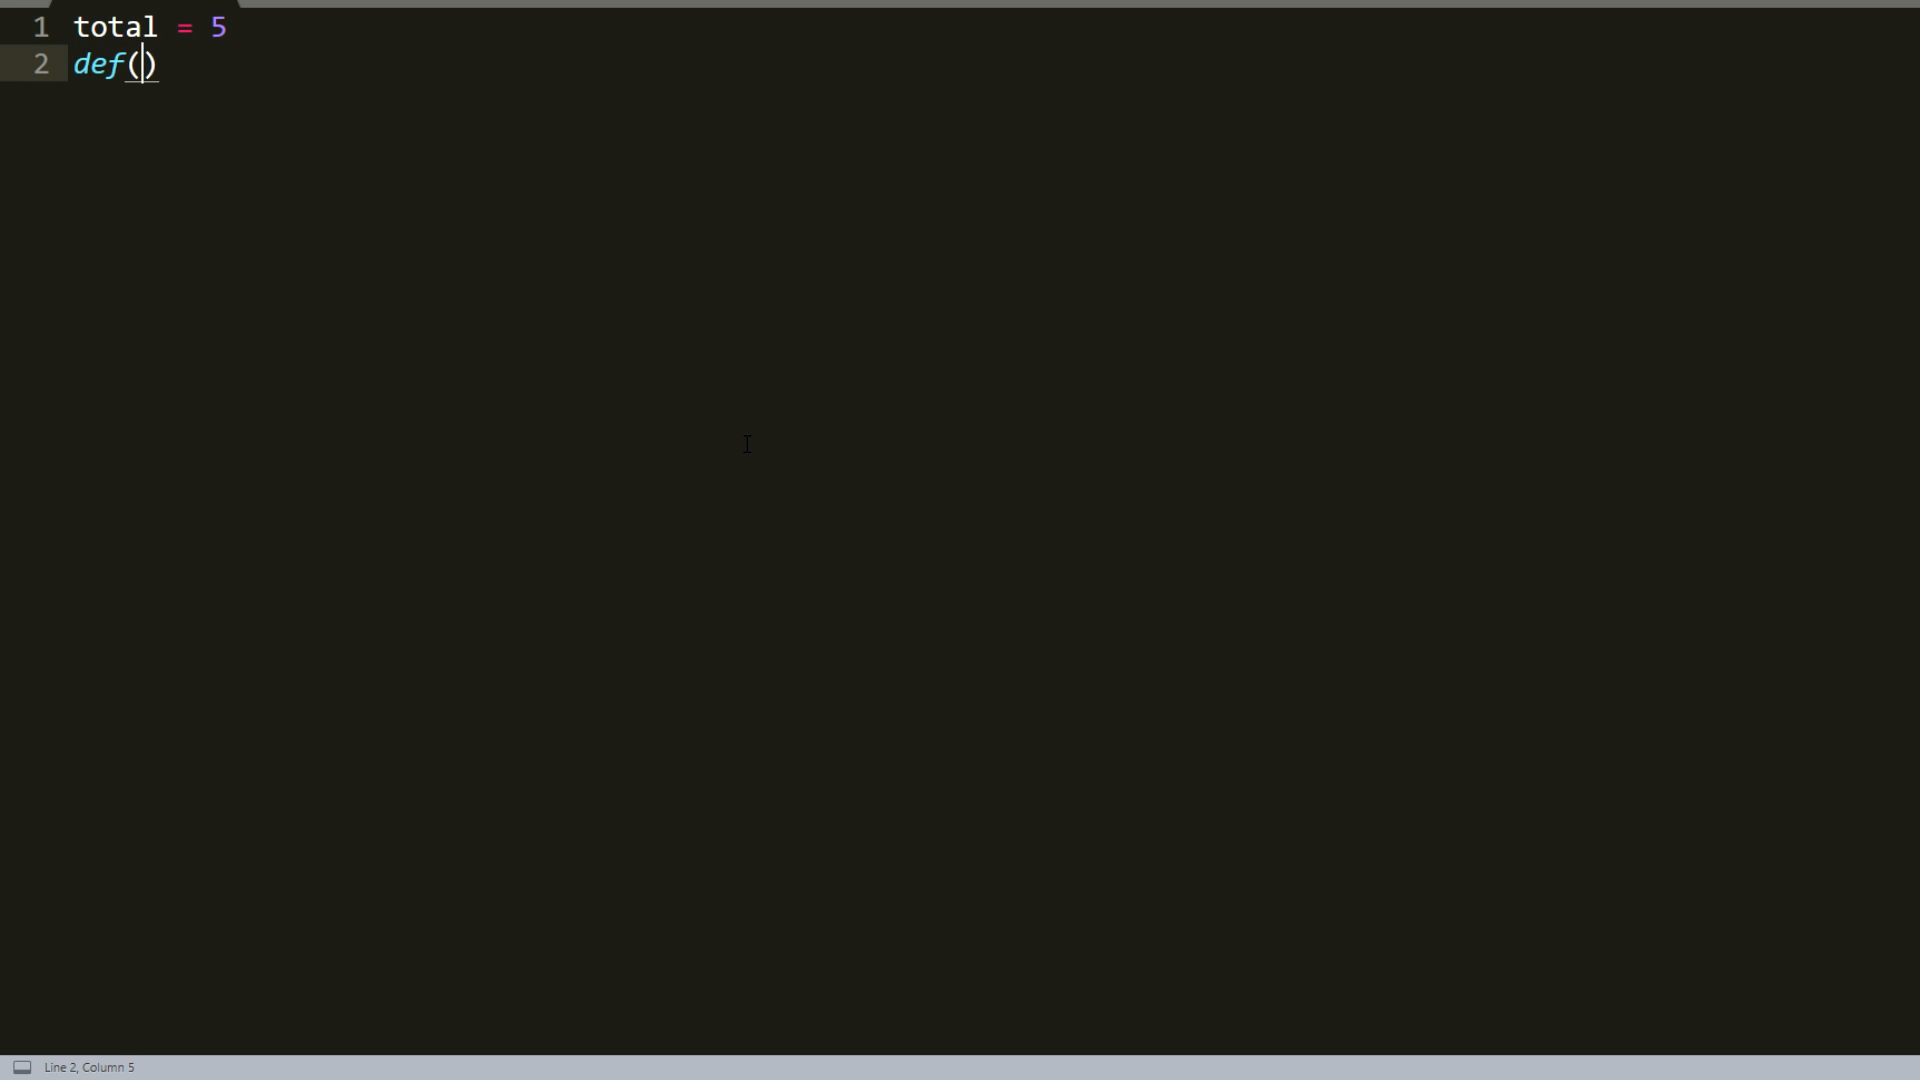 1 total = 5
2 def()
Line 2, Column 5